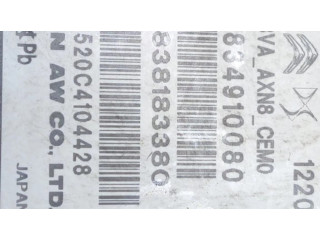 1220
VA_AXN8_CEM0
834910080
838183380
520C4104428
N AW CO., LTD.
Pb
JAPAN